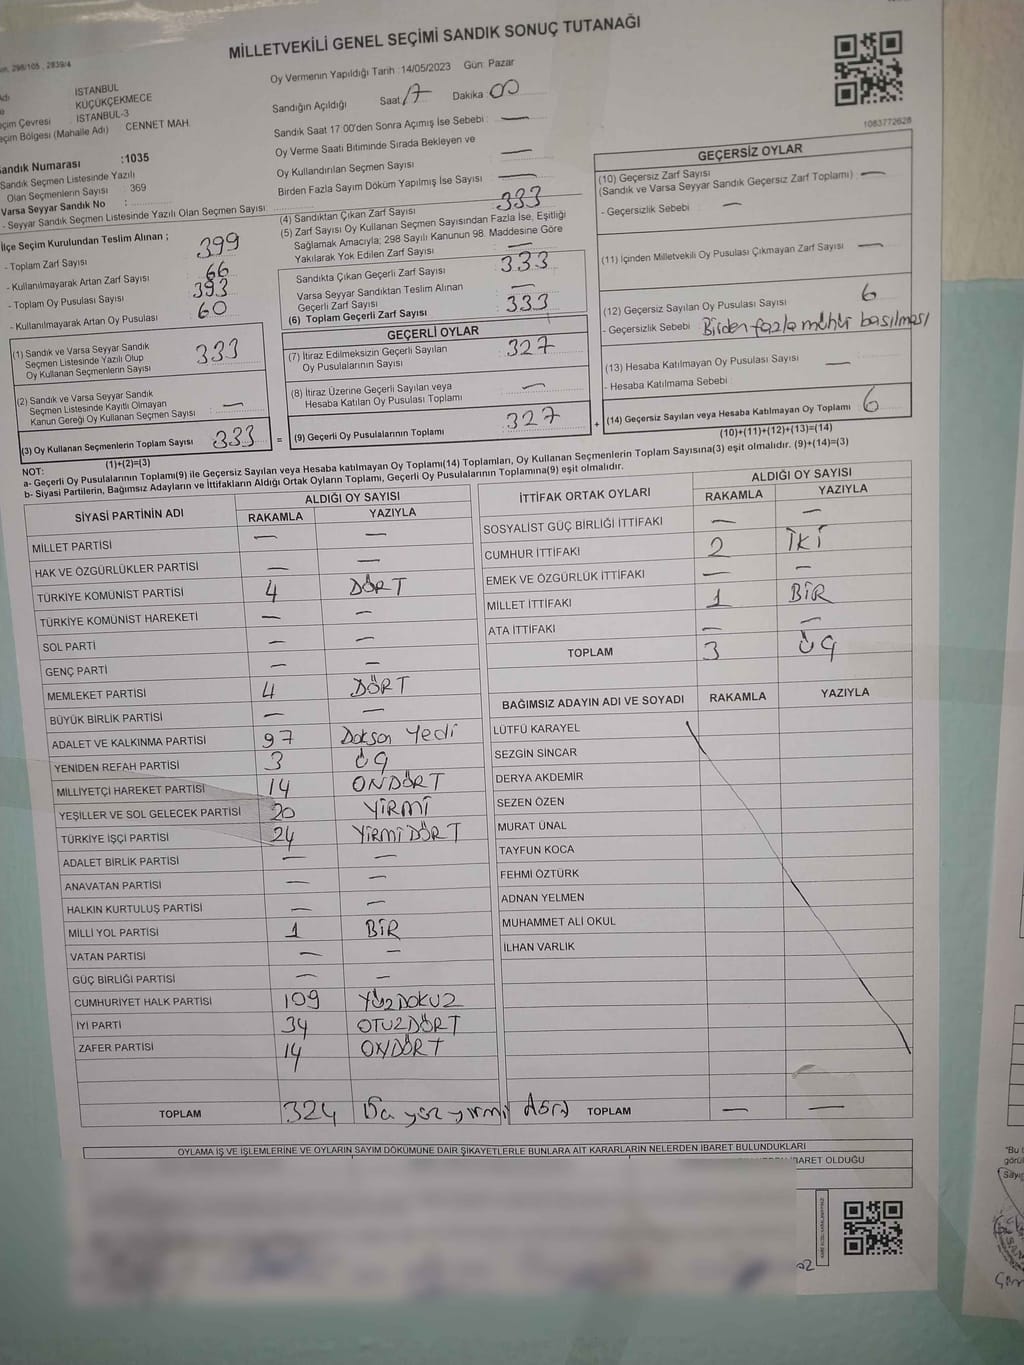 MİLLETVEKİLİ GENEL SEÇİMİ SANDIK SONUÇ TUTANAĞI
298/105 , 2839/4
İSTANBUL
KÜÇÜKÇEKMECE
İSTANBUL-3
CENNET MAH.
Sandık Numarası :1035
Sandık Seçmen Listesinde Yazılı
Olan Seçmenlerin Sayısı 369
Varsa Seyyar Sandık No :
- Seyyar Sandık Seçmen Listesinde Yazılı Olan Seçmen Sayısı:
Oy Vermenin Yapıldığı Tarih :14/05/2023 Gün: Pazar
Sandığın Açıldığı Saat 17 Dakika 00
Sandık Saat 17.00'den Sonra Açımış İse Sebebi : —
Oy Verme Saati Bitiminde Sırada Bekleyen ve
Oy Kullandırılan Seçmen Sayısı —
Birden Fazla Sayım Döküm Yapılmış İse Sayısı —
1083772628
İlçe Seçim Kurulundan Teslim Alınan ;
- Toplam Zarf Sayısı 399
- Kullanılmayarak Artan Zarf Sayısı 66
- Toplam Oy Pusulası Sayısı 393
- Kullanılmayarak Artan Oy Pusulası 60
(1) Sandık ve Varsa Seyyar Sandık
Seçmen Listesinde Yazılı Olup
Oy Kullanan Seçmenlerin Sayısı 333
(2) Sandık ve Varsa Seyyar Sandık
Seçmen Listesinde Kayıtlı Olmayan
Kanun Gereği Oy Kullanan Seçmen Sayısı : —
(3) Oy Kullanan Seçmenlerin Toplam Sayısı 333
(1)+(2)=(3)
(4) Sandıktan Çıkan Zarf Sayısı 333
(5) Zarf Sayısı Oy Kullanan Seçmen Sayısından Fazla İse, Eşitliği
Sağlamak Amacıyla; 298 Sayılı Kanunun 98. Maddesine Göre
Yakılarak Yok Edilen Zarf Sayısı —
Sandıkta Çıkan Geçerli Zarf Sayısı 333
Varsa Seyyar Sandıktan Teslim Alınan
Geçerli Zarf Sayısı —
(6) Toplam Geçerli Zarf Sayısı 333
GEÇERLİ OYLAR
(7) İtiraz Edilmeksizin Geçerli Sayılan
Oy Pusulalarının Sayısı 327
(8) İtiraz Üzerine Geçerli Sayılan veya
Hesaba Katılan Oy Pusulası Toplamı —
= (9) Geçerli Oy Pusulalarının Toplamı 327
GEÇERSİZ OYLAR
(10) Geçersiz Zarf Sayısı
(Sandık ve Varsa Seyyar Sandık Geçersiz Zarf Toplamı) : —
- Geçersizlik Sebebi : —
(11) İçinden Milletvekili Oy Pusulası Çıkmayan Zarf Sayısı —
(12) Geçersiz Sayılan Oy Pusulası Sayısı 6
- Geçersizlik Sebebi : Birden fazla mühür basılması
(13) Hesaba Katılmayan Oy Pusulası Sayısı —
- Hesaba Katılmama Sebebi :
+ (14) Geçersiz Sayılan veya Hesaba Katılmayan Oy Toplamı 6
(10)+(11)+(12)+(13)=(14)
NOT:
a- Geçerli Oy Pusulalarının Toplamı(9) ile Geçersiz Sayılan veya Hesaba katılmayan Oy Toplamı(14) Toplamları, Oy Kullanan Seçmenlerin Toplam Sayısına(3) eşit olmalıdır. (9)+(14)=(3)
b- Siyasi Partilerin, Bağımsız Adayların ve İttifakların Aldığı Ortak Oyların Toplamı, Geçerli Oy Pusulalarının Toplamına(9) eşit olmalıdır.
SİYASİ PARTİNİN ADI ALDIĞI OY SAYISI
RAKAMLA YAZIYLA
MİLLET PARTİSİ — —
HAK VE ÖZGÜRLÜKLER PARTİSİ — —
TÜRKİYE KOMÜNİST PARTİSİ 4 DÖRT
TÜRKİYE KOMÜNİST HAREKETİ — —
SOL PARTİ — —
GENÇ PARTİ — —
MEMLEKET PARTİSİ 4 DÖRT
BÜYÜK BİRLİK PARTİSİ — —
ADALET VE KALKINMA PARTİSİ 97 Doksan Yedi
YENİDEN REFAH PARTİSİ 3 ÜÇ
MİLLİYETÇİ HAREKET PARTİSİ 14 ONDÖRT
YEŞİLLER VE SOL GELECEK PARTİSİ 20 YİRMİ
TÜRKİYE İŞÇİ PARTİSİ 24 YİRMİ DÖRT
ADALET BİRLİK PARTİSİ — —
ANAVATAN PARTİSİ — —
HALKIN KURTULUŞ PARTİSİ — —
MİLLİ YOL PARTİSİ 1 BİR
VATAN PARTİSİ — —
GÜÇ BİRLİĞİ PARTİSİ — —
CUMHURİYET HALK PARTİSİ 109 YÜZDOKUZ
İYİ PARTİ 34 OTUZDÖRT
ZAFER PARTİSİ 14 ONDÖRT
TOPLAM 324 yüz yirmi dört
İTTİFAK ORTAK OYLARI ALDIĞI OY SAYISI
RAKAMLA YAZIYLA
SOSYALİST GÜÇ BİRLİĞİ İTTİFAKI — —
CUMHUR İTTİFAKI 2 İKİ
EMEK VE ÖZGÜRLÜK İTTİFAKI — —
MİLLET İTTİFAKI 1 BİR
ATA İTTİFAKI — —
TOPLAM 3 ÜÇ
BAĞIMSIZ ADAYIN ADI VE SOYADI RAKAMLA YAZIYLA
LÜTFÜ KARAYEL
SEZGİN SİNCAR
DERYA AKDEMİR
SEZEN ÖZEN
MURAT ÜNAL
TAYFUN KOCA
FEHMİ ÖZTÜRK
ADNAN YELMEN
MUHAMMET ALİ OKUL
İLHAN VARLIK
TOPLAM — —
OYLAMA İŞ VE İŞLEMLERİNE VE OYLARIN SAYIM DÖKÜMÜNE DAİR ŞİKAYETLERLE BUNLARA AİT KARARLARIN NELERDEN İBARET BULUNDUKLARI
OLDUĞU